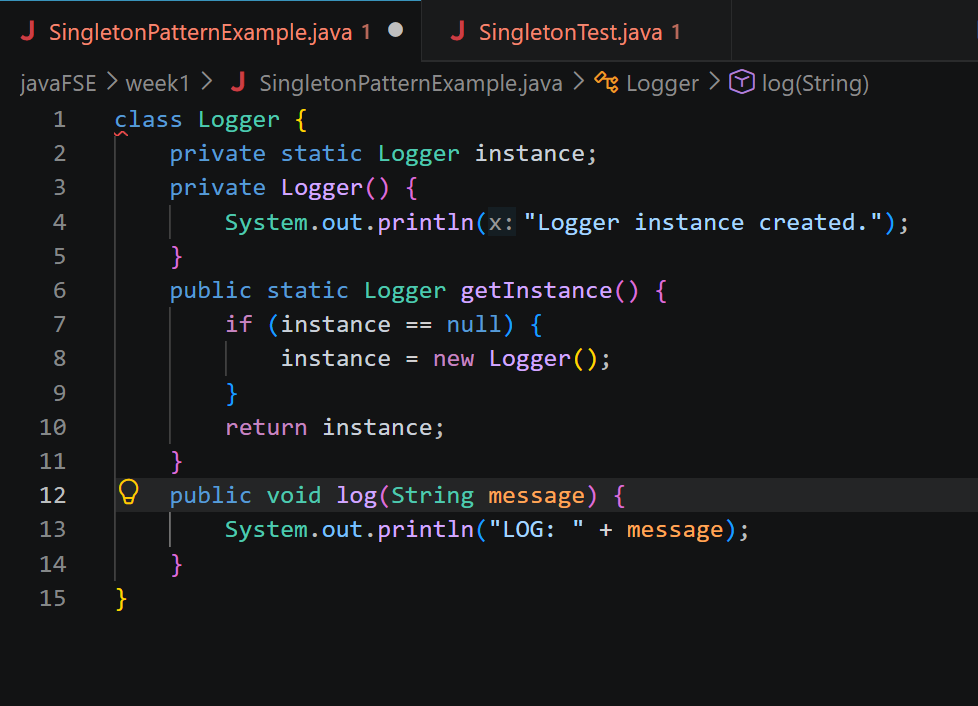 SingletonPatternExample.java 1 SingletonTest.java 1
javaFSE > week1 > SingletonPatternExample.java > Logger > log(String)
1 class Logger {
2     private static Logger instance;
3     private Logger() {
4         System.out.println(x: "Logger instance created.");
5     }
6     public static Logger getInstance() {
7         if (instance == null) {
8             instance = new Logger();
9         }
10         return instance;
11     }
12     public void log(String message) {
13         System.out.println("LOG: " + message);
14     }
15 }